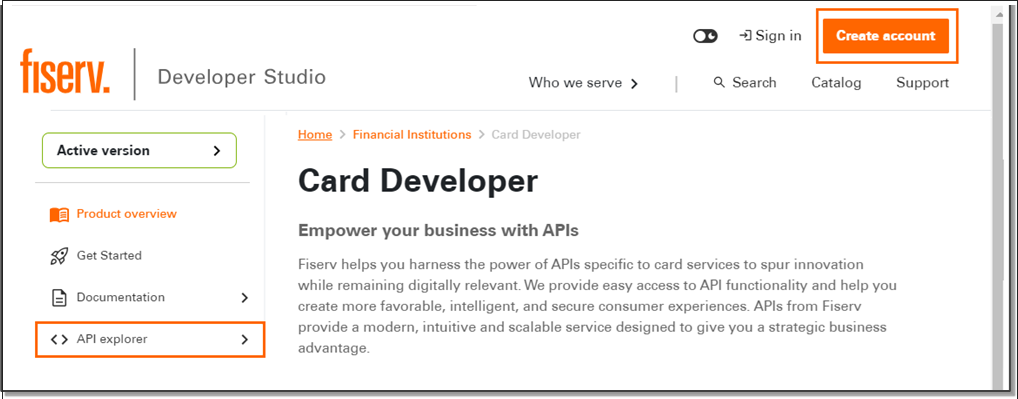 Sign in
Create account
fiserv.
Developer Studio
Who we serve
Search
Catalog
Support
Active version
Home > Financial Institutions > Card Developer
Card Developer
Product overview
Empower your business with APIs
Get Started
Fiserv helps you harness the power of APIs specific to card services to spur innovation
while remaining digitally relevant. We provide easy access to API functionality and help you
create more favorable, intelligent, and secure consumer experiences. APIs from Fiserv
provide a modern, intuitive and scalable service designed to give you a strategic business
advantage.
Documentation
API explorer